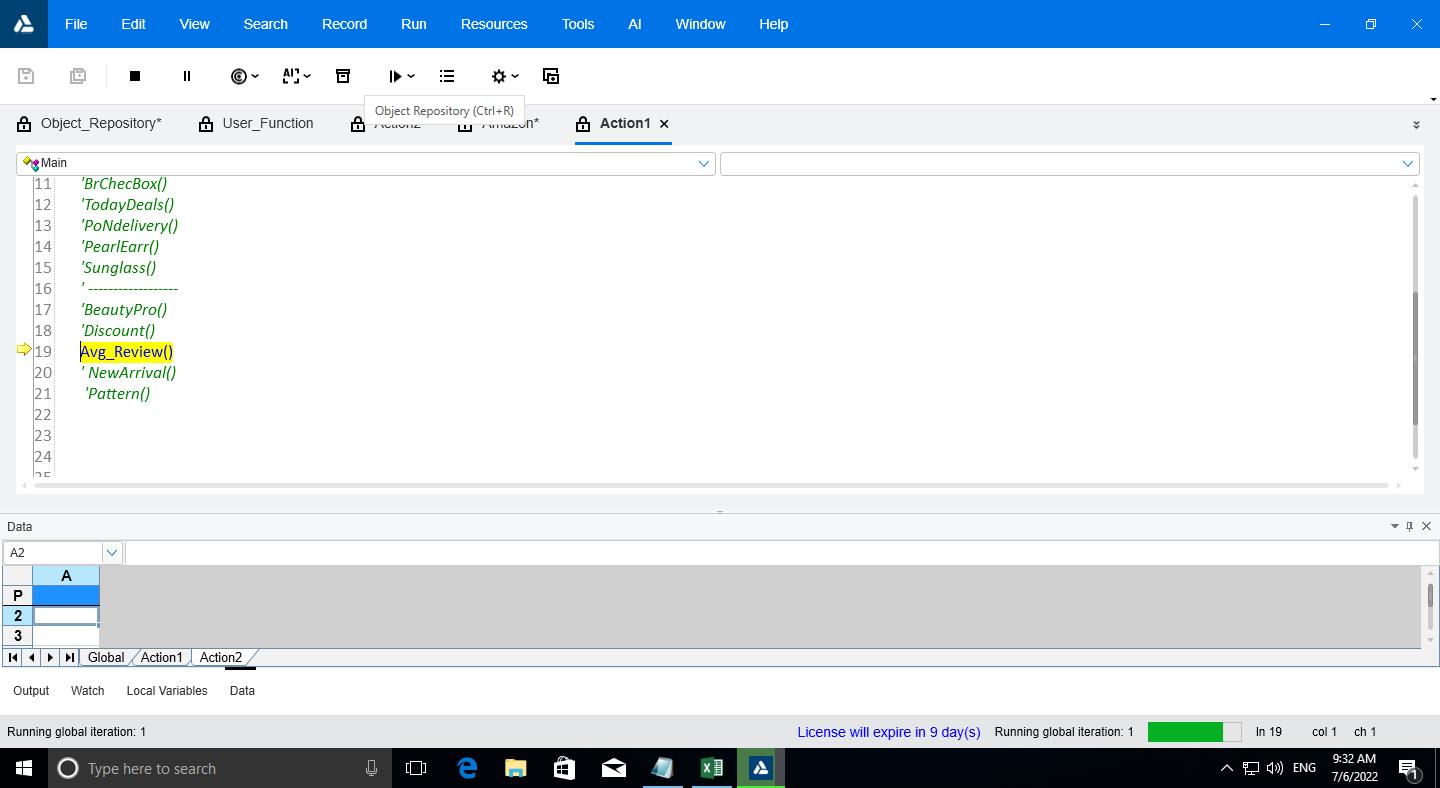 File Edit View Search Record Run Resources Tools AI Window Help
Object Repository (Ctrl+R)
Object_Repository* User_Function Action2 Amazon* Action1
Main
11 'BrChecBox()
12 'TodayDeals()
13 'PoNdelivery()
14 'PearlEarr()
15 'Sunglass()
16 ' ------------------
17 'BeautyPro()
18 'Discount()
19 Avg_Review()
20 ' NewArrival()
21 'Pattern()
22
23
24
25
Data
A2
A
P
2
3
Global Action1 Action2
Output Watch Local Variables Data
Running global iteration: 1 License will expire in 9 day(s) Running global iteration: 1 ln 19 col 1 ch 1
Type here to search ENG 9:32 AM
7/6/2022 1